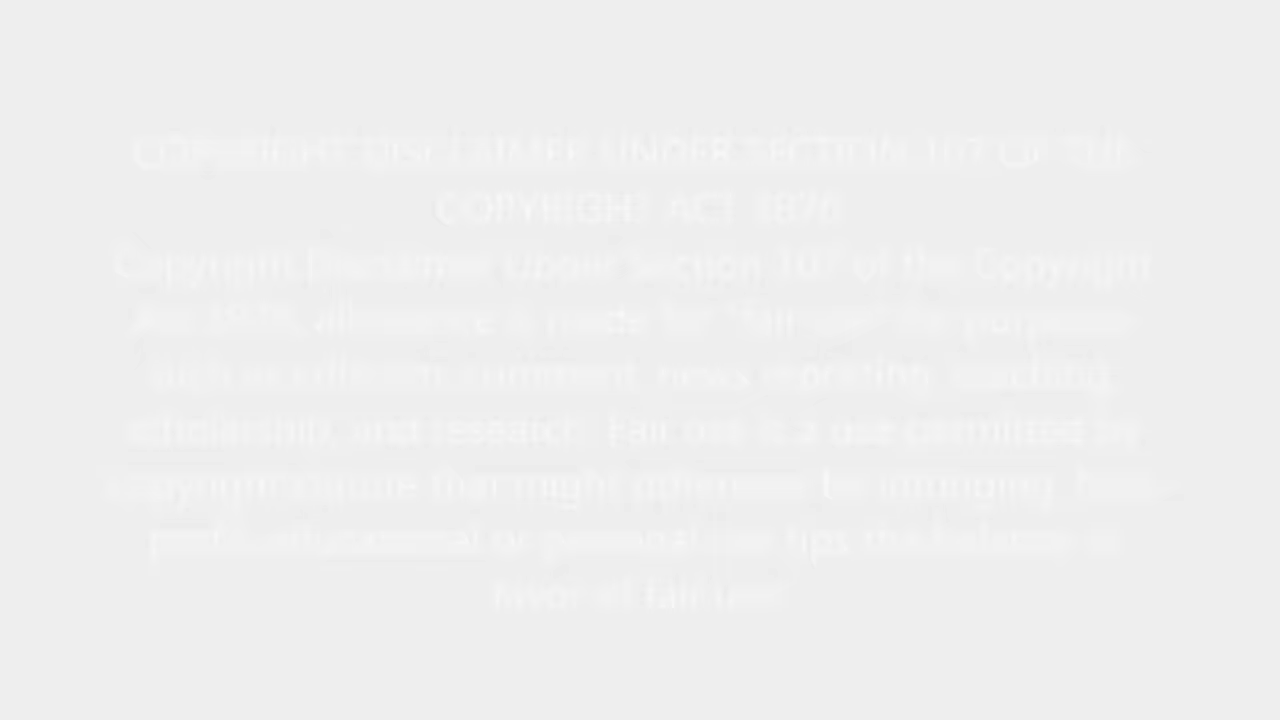 COPYRIGHT DISCLAIMER UNDER SECTION 107 OF THE
COPYRIGHT ACT 1976
Copyright Disclaimer Under Section 107 of the Copyright
Act 1976, allowance is made for "fair use" for purposes
such as criticism, comment, news reporting, teaching,
scholarship, and research. Fair use is a use permitted by
copyright statute that might otherwise be infringing. Non-
profit, educational or personal use tips the balance in
favor of fair use.